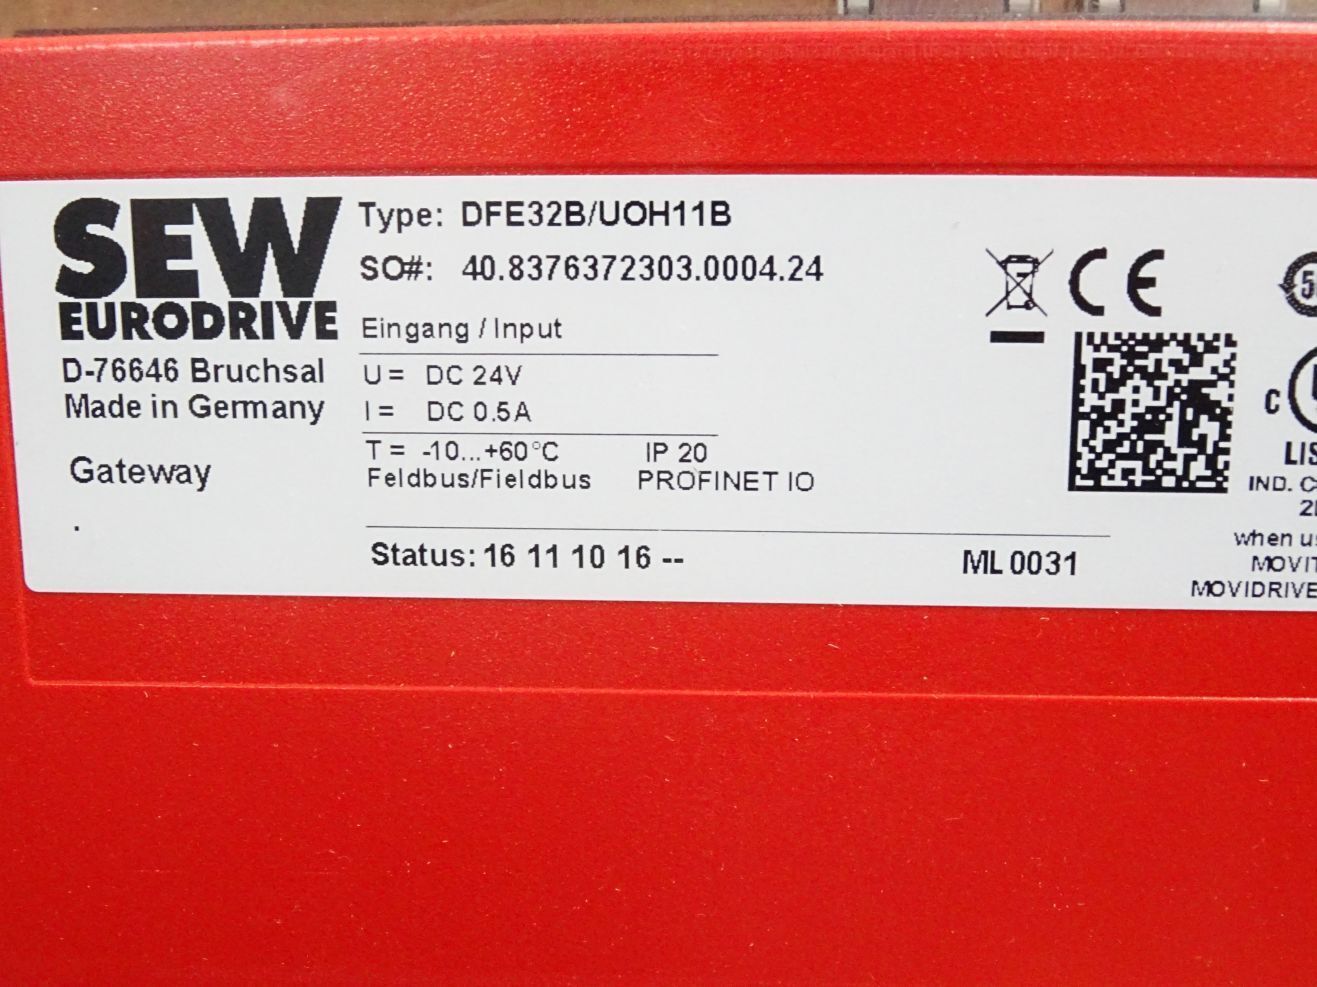 SEW
EURODRIVE
D-76646 Bruchsal
Made in Germany
Gateway
.
Type: DFE32B/UOH11B
SO#: 40.8376372303.0004.24
Eingang / Input
U = DC 24V
I = DC 0.5A
T = -10...+60°C IP 20
Feldbus/Fieldbus PROFINET IO
Status: 16 11 10 16 --
ML 0031
CE
C
IND.
when